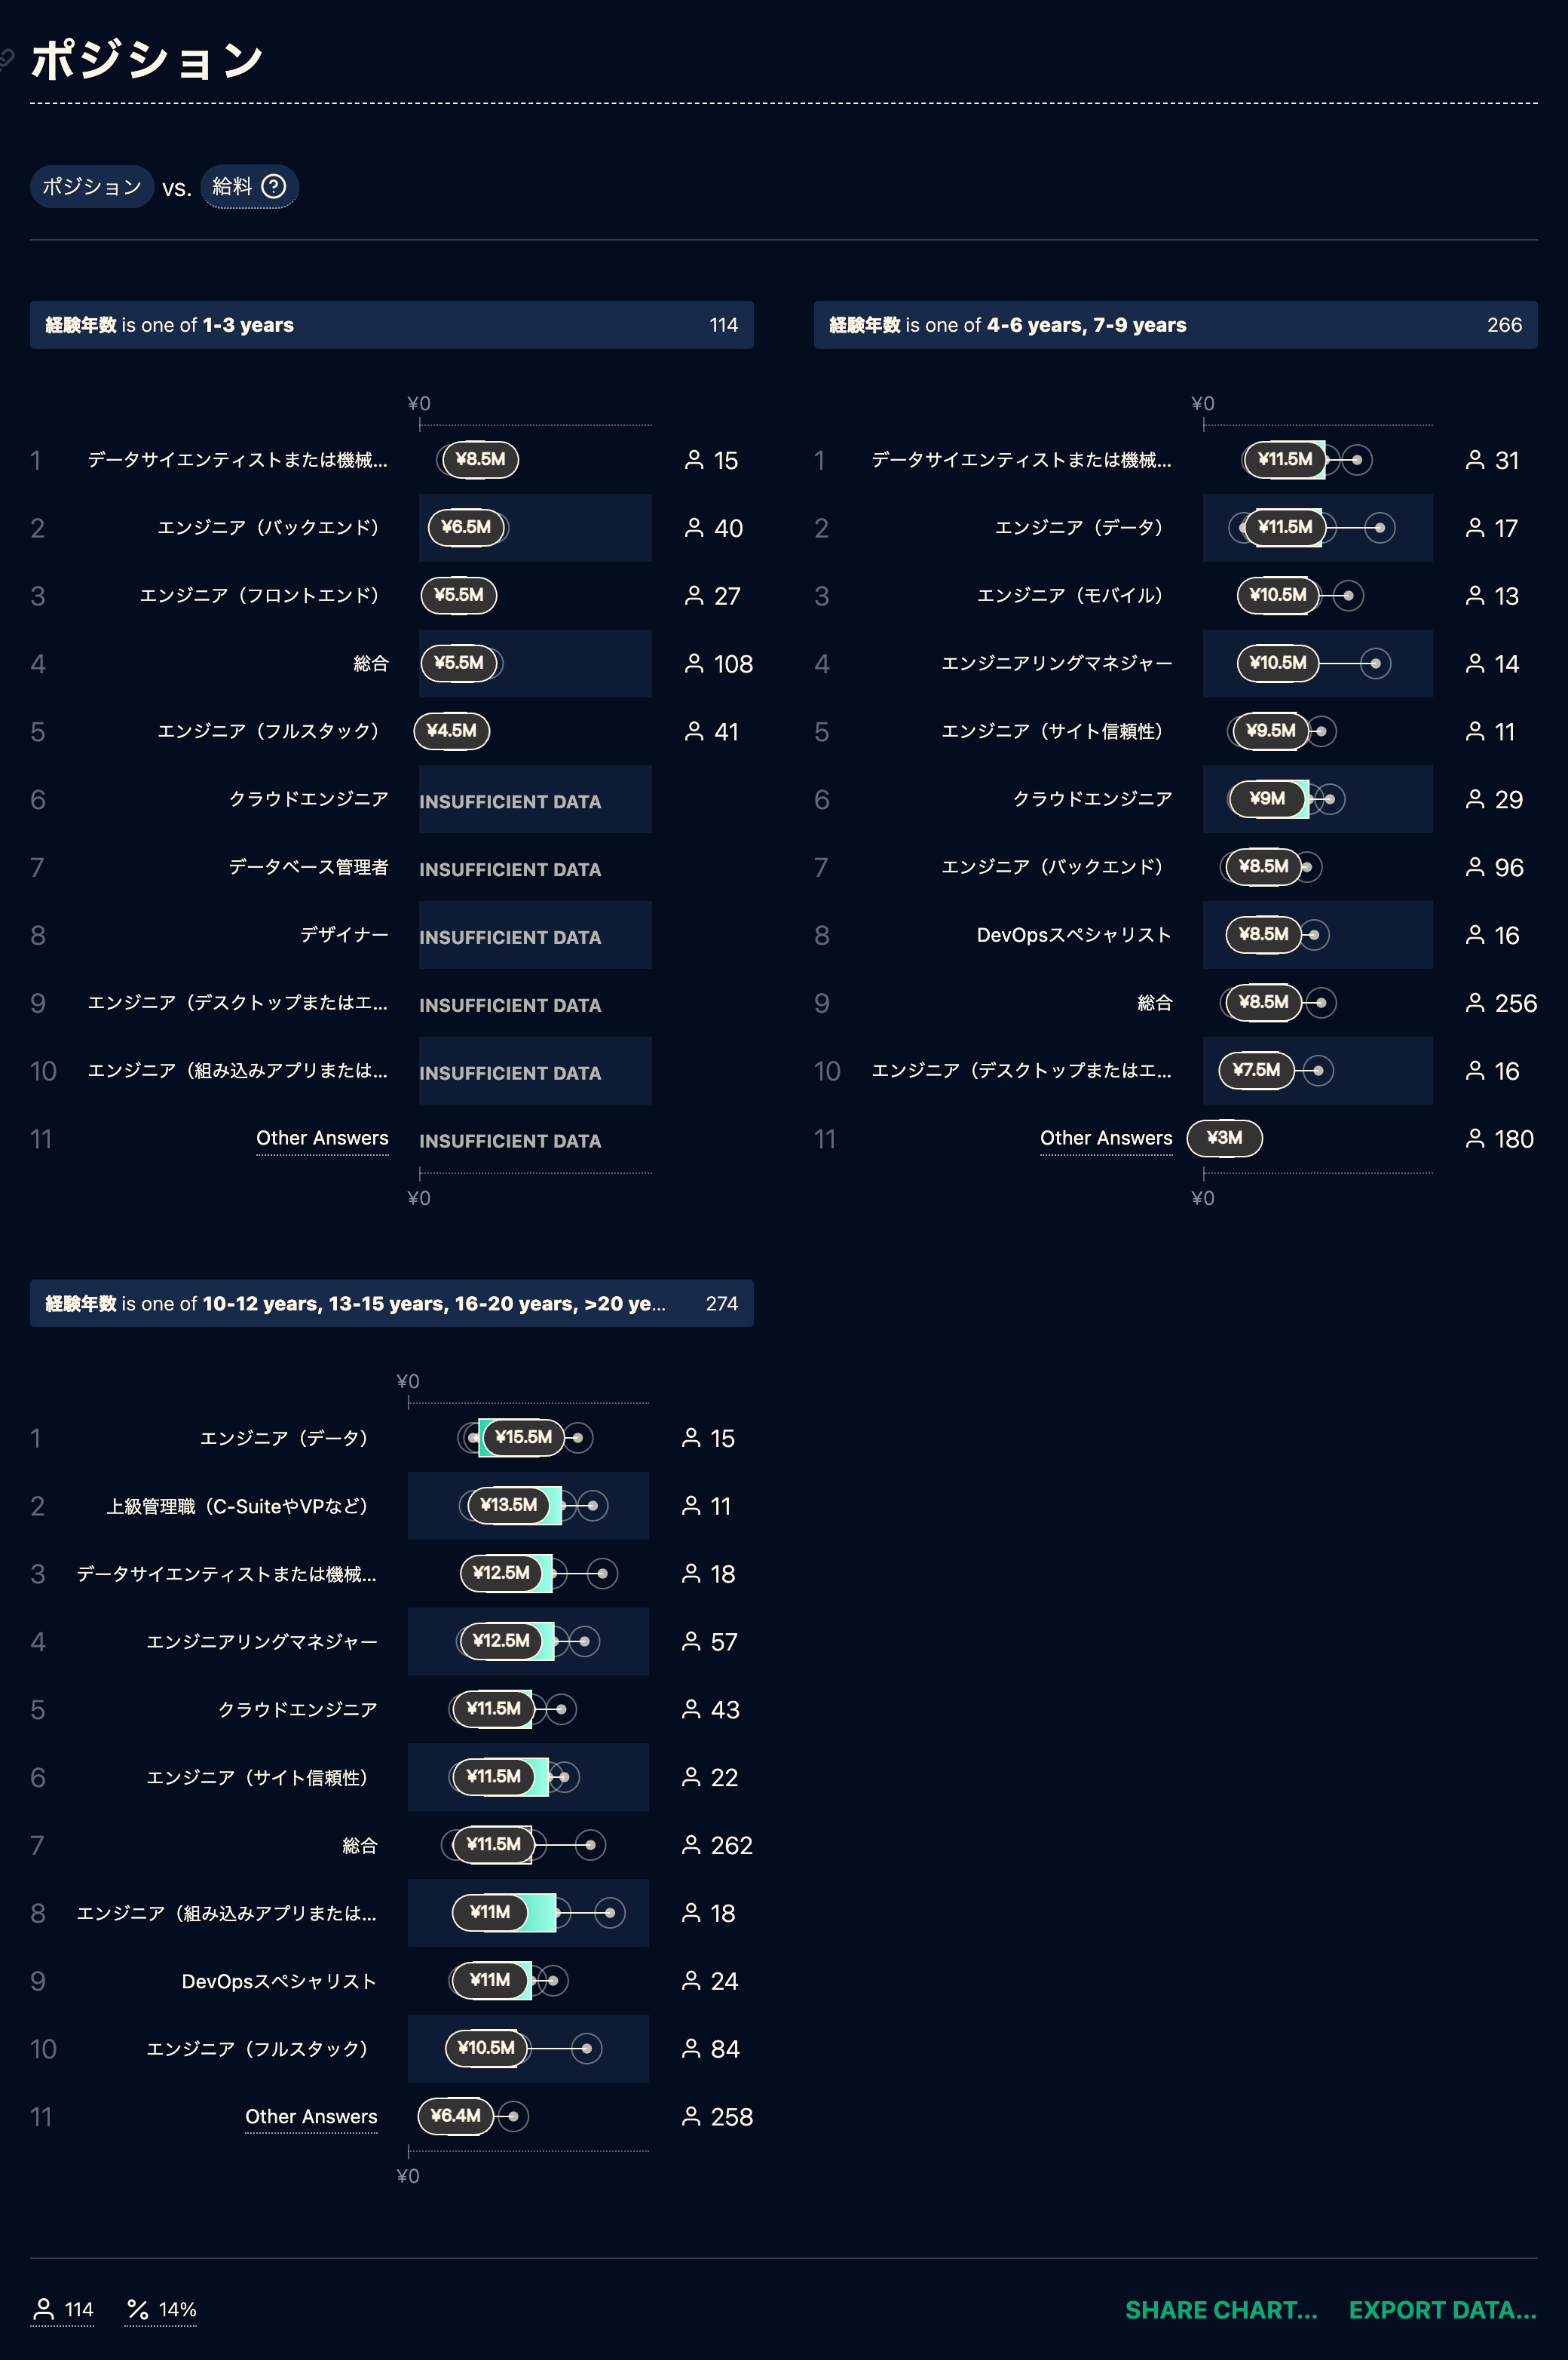 ポジション
ポジション vs. 給料 ?
経験年数 is one of 1-3 years 114
¥0
1 データサイエンティストまたは機械... ¥8.5M 15
2 エンジニア（バックエンド） ¥6.5M 40
3 エンジニア（フロントエンド） ¥5.5M 27
4 総合 ¥5.5M 108
5 エンジニア（フルスタック） ¥4.5M 41
6 クラウドエンジニア INSUFFICIENT DATA
7 データベース管理者 INSUFFICIENT DATA
8 デザイナー INSUFFICIENT DATA
9 エンジニア（デスクトップまたはエ... INSUFFICIENT DATA
10 エンジニア（組み込みアプリまたは... INSUFFICIENT DATA
11 Other Answers INSUFFICIENT DATA
¥0
経験年数 is one of 4-6 years, 7-9 years 266
¥0
1 データサイエンティストまたは機械... ¥11.5M 31
2 エンジニア（データ） ¥11.5M 17
3 エンジニア（モバイル） ¥10.5M 13
4 エンジニアリングマネジャー ¥10.5M 14
5 エンジニア（サイト信頼性） ¥9.5M 11
6 クラウドエンジニア ¥9M 29
7 エンジニア（バックエンド） ¥8.5M 96
8 DevOpsスペシャリスト ¥8.5M 16
9 総合 ¥8.5M 256
10 エンジニア（デスクトップまたはエ... ¥7.5M 16
11 Other Answers ¥3M 180
¥0
経験年数 is one of 10-12 years, 13-15 years, 16-20 years, >20 ye... 274
¥0
1 エンジニア（データ） ¥15.5M 15
2 上級管理職（C-SuiteやVPなど） ¥13.5M 11
3 データサイエンティストまたは機械... ¥12.5M 18
4 エンジニアリングマネジャー ¥12.5M 57
5 クラウドエンジニア ¥11.5M 43
6 エンジニア（サイト信頼性） ¥11.5M 22
7 総合 ¥11.5M 262
8 エンジニア（組み込みアプリまたは... ¥11M 18
9 DevOpsスペシャリスト ¥11M 24
10 エンジニア（フルスタック） ¥10.5M 84
11 Other Answers ¥6.4M 258
¥0
114 % 14% SHARE CHART... EXPORT DATA...